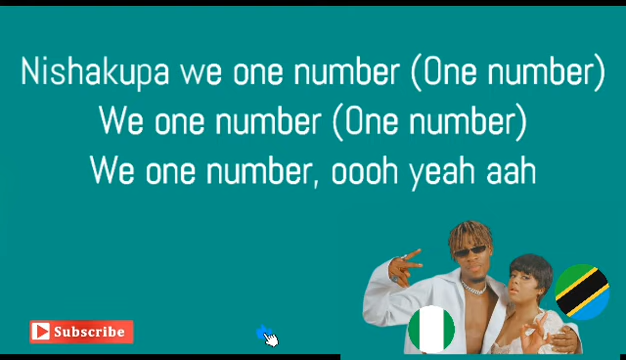 Nishakupa we one number (One number)
We one number (One number)
We one number, oooh yeah aah
Subscribe